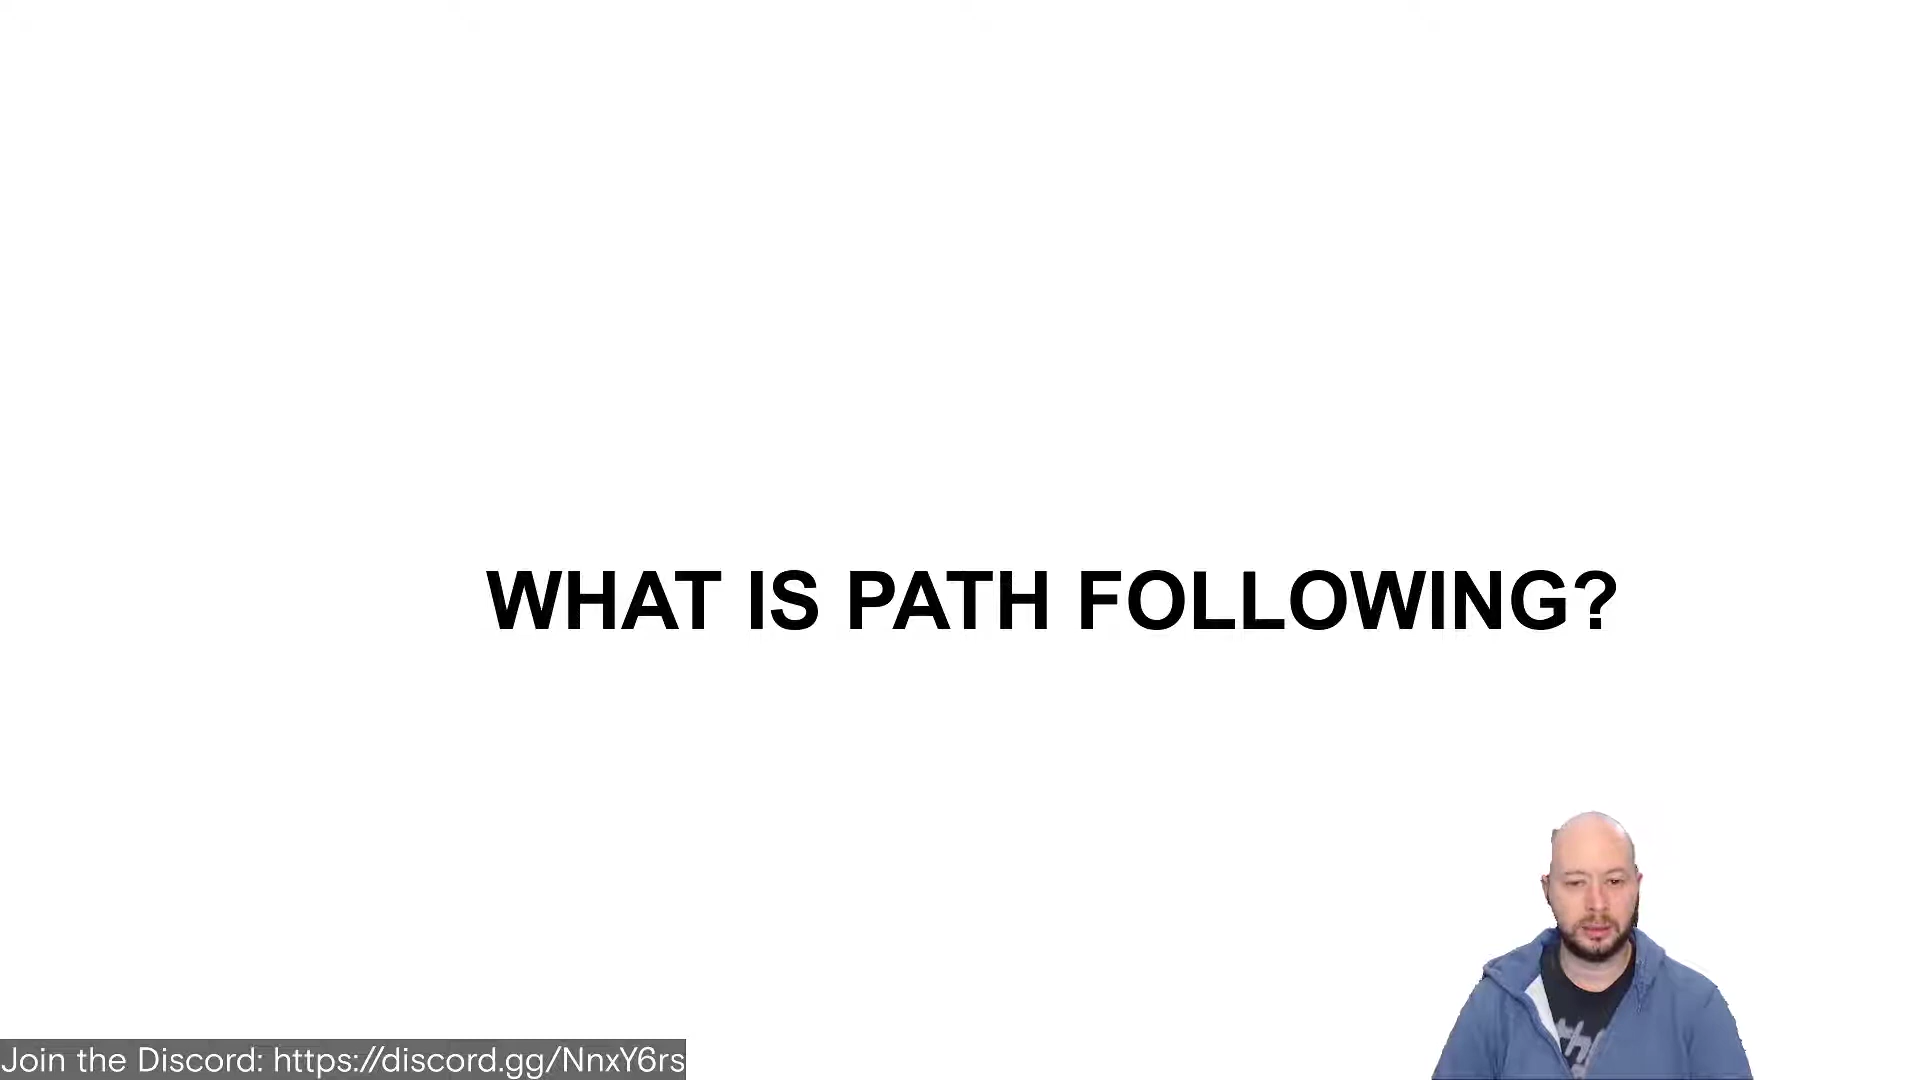 WHAT IS PATH FOLLOWING?
Join the Discord: https://discord.gg/NnxY6rs